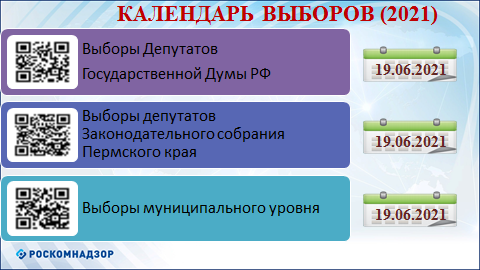 КАЛЕНДАРЬ ВЫБОРОВ (2021)
Выборы Депутатов
Государственной Думы РФ
19.06.2021
Выборы депутатов
Законодательного собрания
Пермского края
19.06.2021
Выборы муниципального уровня
19.06.2021
РОСКОМНАДЗОР